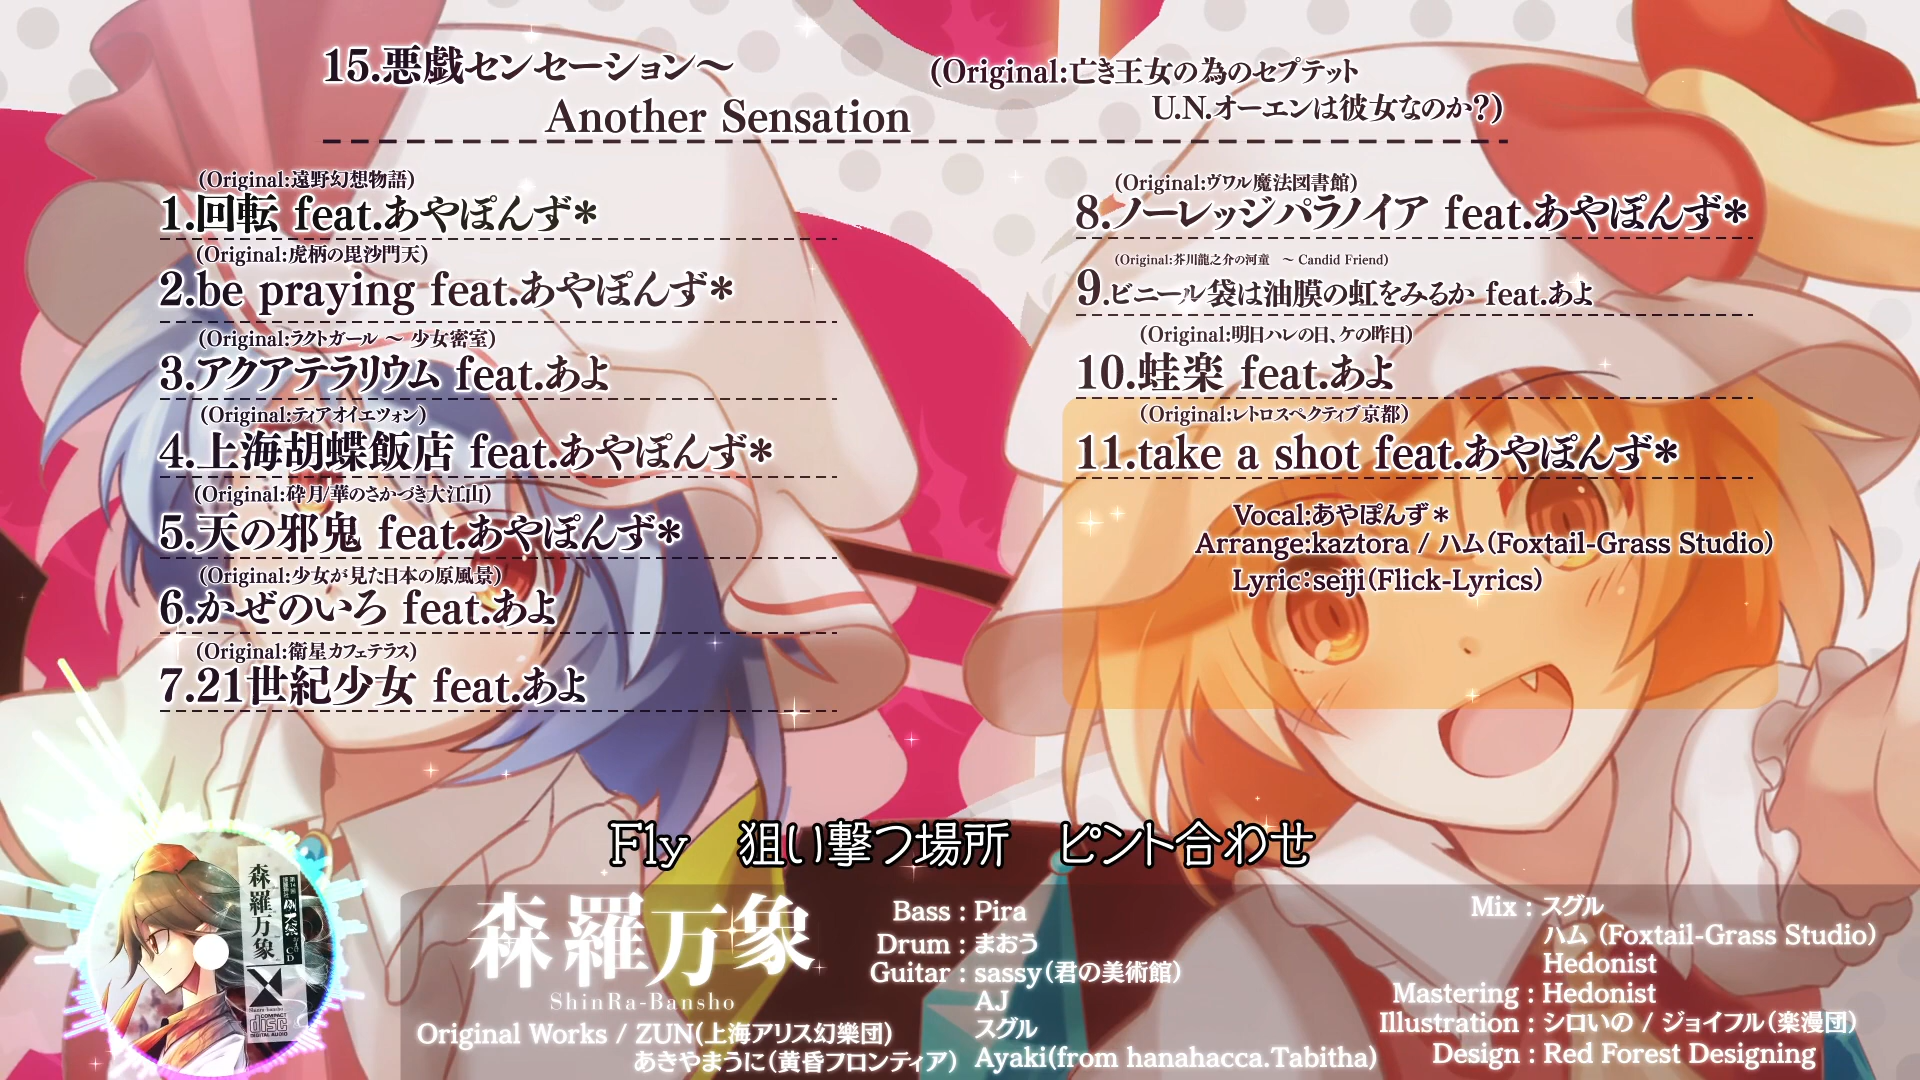 15.悪戯センセーション～
Another Sensation
(Original:亡き王女の為のセプテット
U.N.オーエンは彼女なのか?)
(Original:遠野幻想物語)
1.回転 feat.あやぽんず*
(Original:虎柄の毘沙門天)
2.be praying feat.あやぽんず*
(Original:ラクトガール ～ 少女密室)
3.アクアテラリウム feat.あよ
(Original:ティアオイエツォン)
4.上海胡蝶飯店 feat.あやぽんず*
(Original:砕月/華のさかづき大江山)
5.天の邪鬼 feat.あやぽんず*
(Original:少女が見た日本の原風景)
6.かぜのいろ feat.あよ
(Original:衛星カフェテラス)
7.21世紀少女 feat.あよ
(Original:ヴワル魔法図書館)
8.ノーレッジパラノイア feat.あやぽんず*
(Original:芥川龍之介の河童　～ Candid Friend)
9.ビニール袋は油膜の虹をみるか feat.あよ
(Original:明日ハレの日、ケの昨日)
10.蛙楽 feat.あよ
(Original:レトロスペクティブ京都)
11.take a shot feat.あやぽんず*
Vocal:あやぽんず＊
Arrange:kaztora / ハム(Foxtail-Grass Studio)
Lyric:seiji(Flick-Lyrics)
Fly　狙い撃つ場所　ピント合わせ
森羅万象
ShinRa-Bansho
Original Works / ZUN(上海アリス幻樂団)
あきやまうに(黄昏フロンティア)
Bass : Pira
Drum : まおう
Guitar : sassy(君の美術館)
AJ
スグル
Ayaki(from hanahacca.Tabitha)
Mix : スグル
ハム (Foxtail-Grass Studio)
Hedonist
Mastering : Hedonist
Illustration : シロいの / ジョイフル(楽漫団)
Design : Red Forest Designing
森羅万象
COMPACT
disc
DIGITAL AUDIO